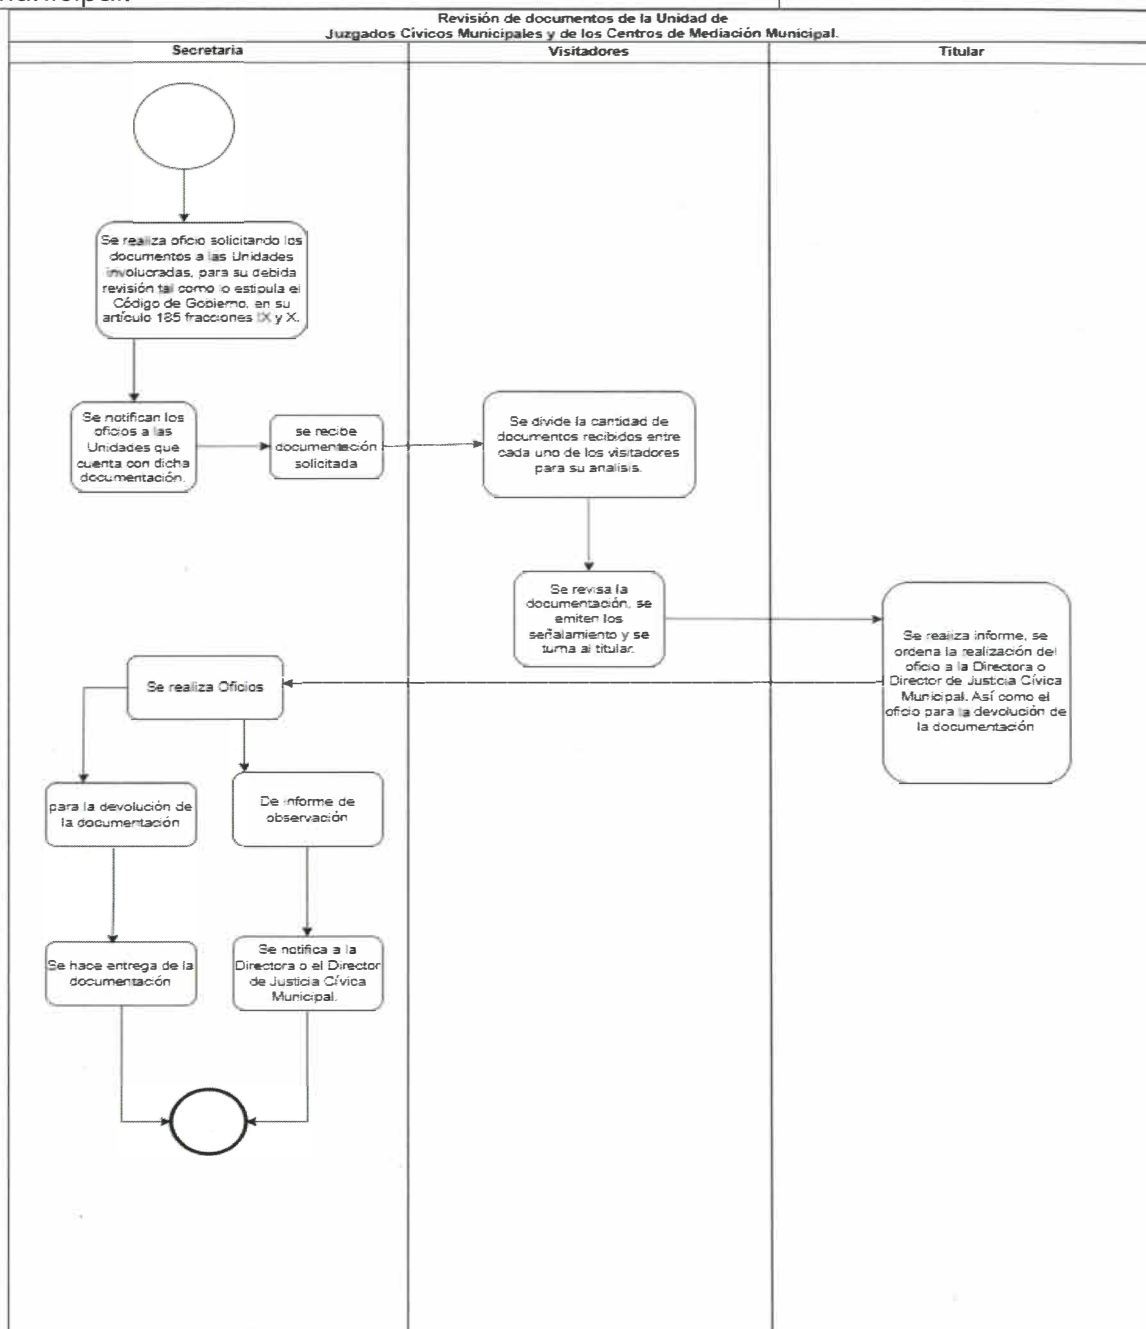 Revisión de documentos de la Unidad de
Juzgados Cívicos Municipales y de los Centros de Mediación Municipal.
Secretaria
Visitadores
Titular
Se realiza oficio solicitando los
documentos a las Unidades
involucradas, para su debida
revisión tal como lo estipula el
Código de Gobierno, en su
artículo 185 fracciones IX y X.
Se notifican los
oficios a las
Unidades que
cuenta con dicha
documentación.
se recibe
documentación
solicitada
Se divide la cantidad de
documentos recibidos entre
cada uno de los visitadores
para su analisis.
Se revisa la
documentación, se
emiten los
señalamiento y se
turna al titular.
Se realiza informe, se
ordena la realización del
oficio a la Directora o
Director de Justicia Cívica
Municipal. Así como el
oficio para la devolución de
la documentación
Se realiza Oficios
para la devolución de
la documentación
De informe de
observación
Se hace entrega de la
documentación
Se notifica a la
Directora o el Director
de Justicia Cívica
Municipal.